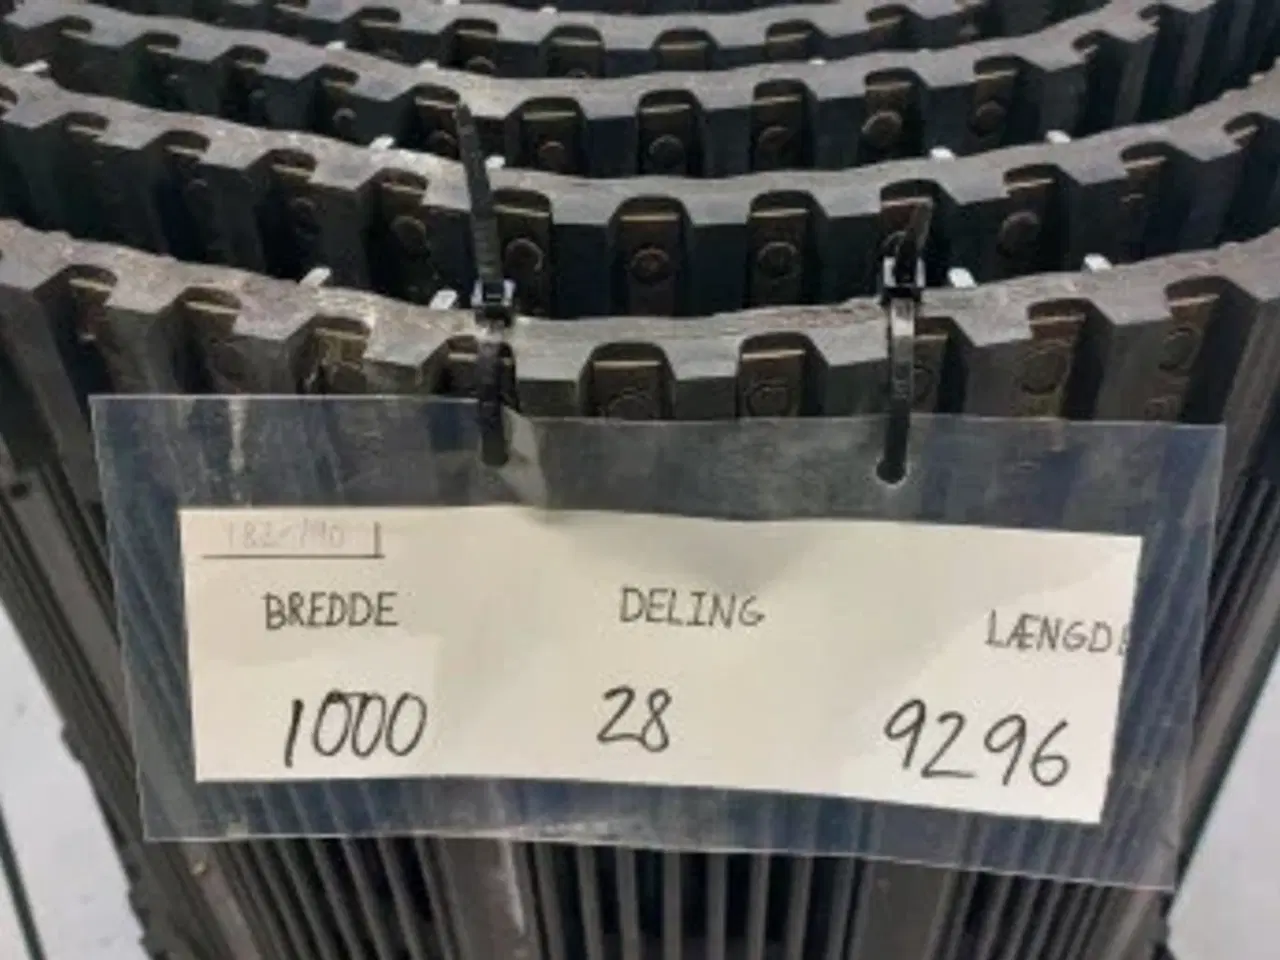 BREDDE DELING LÆNGDE
1000 28 9296